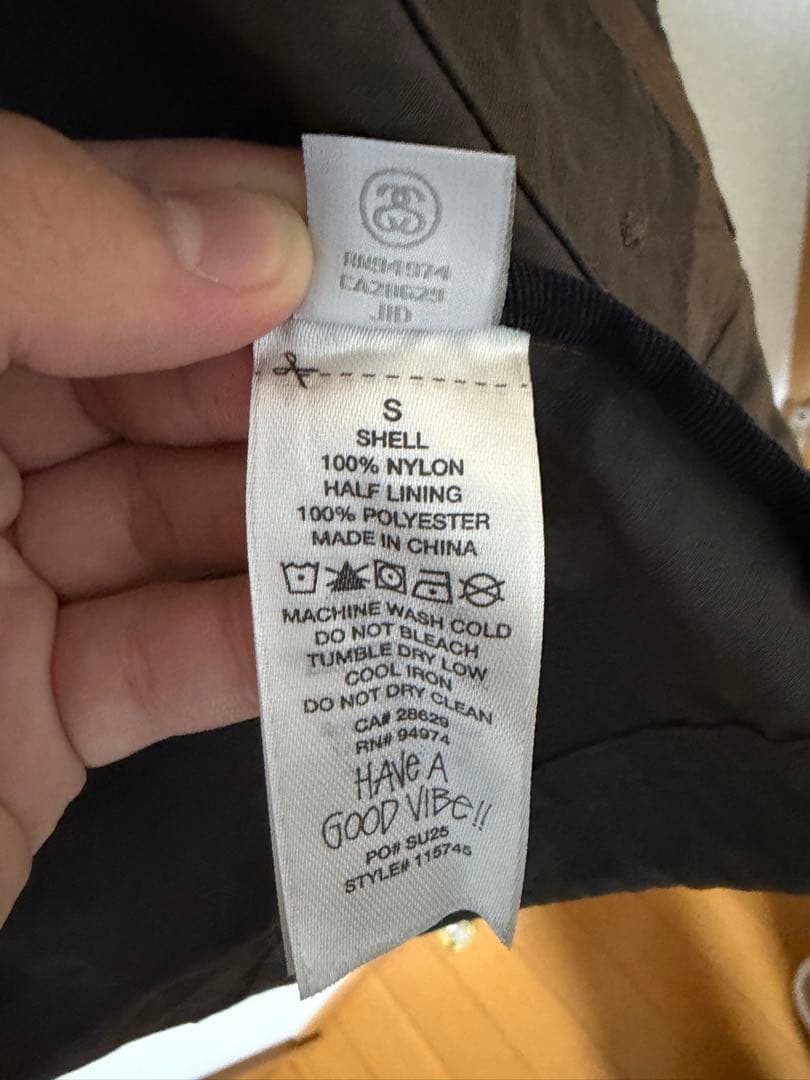 RN94974
CA28629
JID
S
SHELL
100% NYLON
HALF LINING
100% POLYESTER
MADE IN CHINA
MACHINE WASH COLD
DO NOT BLEACH
TUMBLE DRY LOW
COOL IRON
DO NOT DRY CLEAN
CA# 28629
RN# 94974
HAVE A
GOOD VIBE!!
PO# SU25
STYLE# 115745